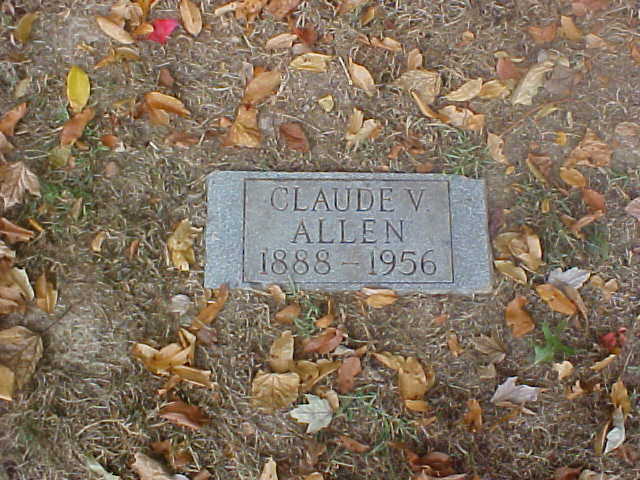 CLAUDE V.
ALLEN
1888 – 1956